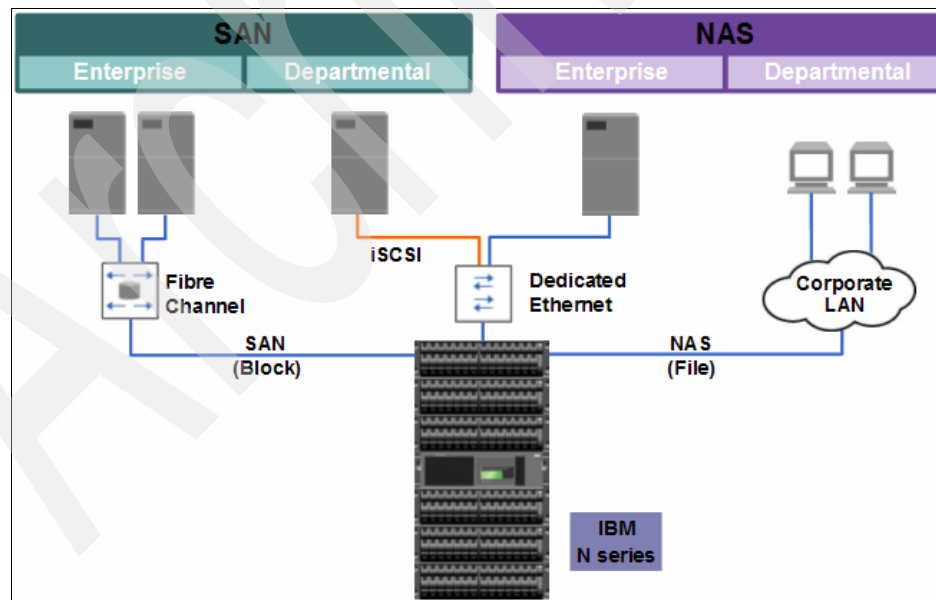 SAN
NAS
Enterprise
Departmental
Enterprise
Departmental
iSCSI
Fibre
Channel
Dedicated
Ethernet
Corporate
LAN
SAN
(Block)
NAS
(File)
IBM
N series